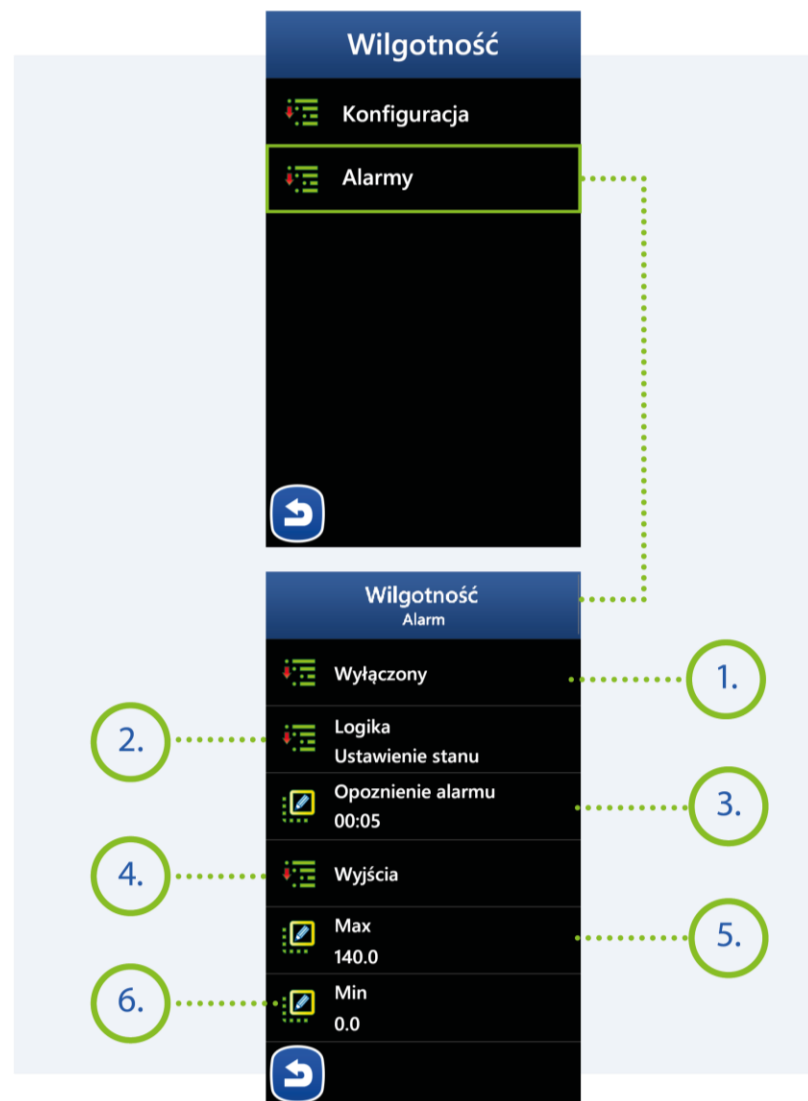 Wilgotność
Konfiguracja
Alarmy
Wilgotność
Alarm
Wyłączony
1.
2.
Logika
Ustawienie stanu
Opoznienie alarmu
00:05
3.
4.
Wyjścia
Max
140.0
5.
6.
Min
0.0